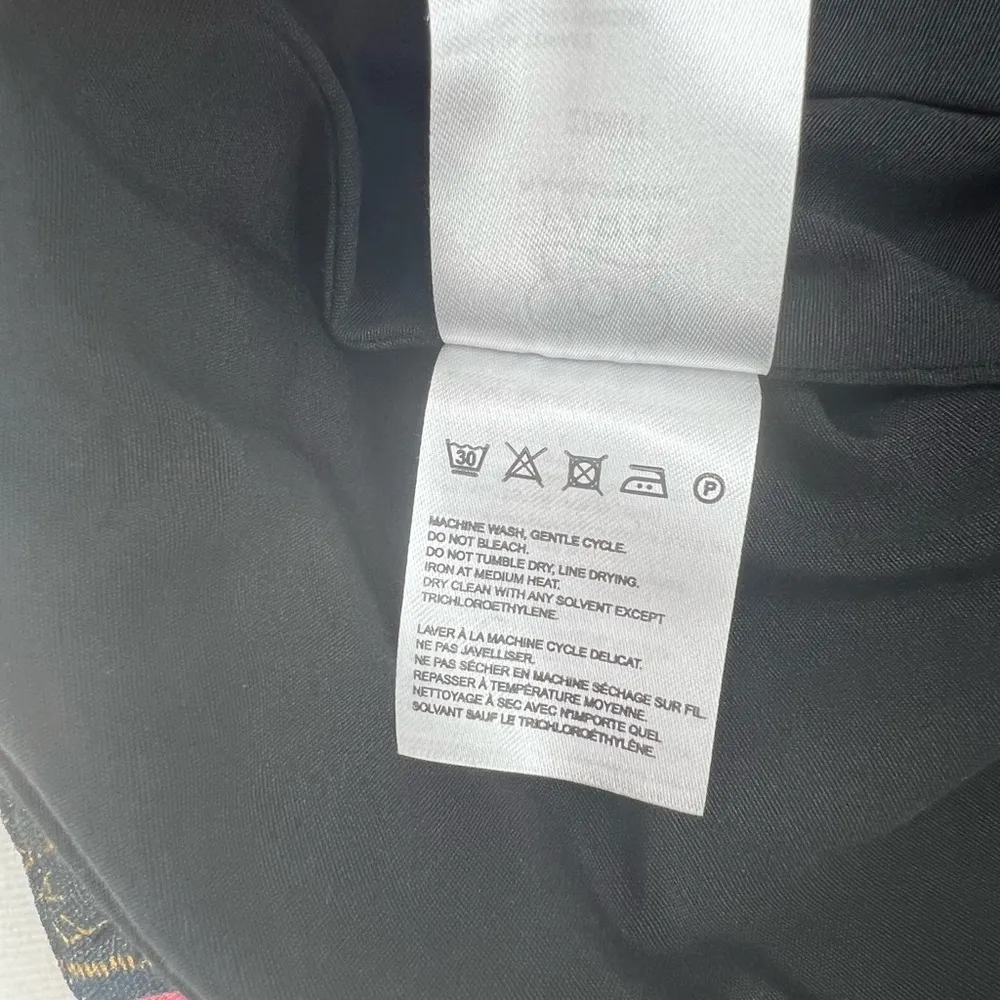 30
P
MACHINE WASH, GENTLE CYCLE.
DO NOT BLEACH.
DO NOT TUMBLE DRY, LINE DRYING.
IRON AT MEDIUM HEAT.
DRY CLEAN WITH ANY SOLVENT EXCEPT
TRICHLOROETHYLENE.
LAVER À LA MACHINE CYCLE DELICAT.
NE PAS JAVELLISER.
NE PAS SÉCHER EN MACHINE SÉCHAGE SUR FIL.
REPASSER À TEMPÉRATURE MOYENNE.
NETTOYAGE À SEC AVEC N'IMPORTE QUEL
SOLVANT SAUF LE TRICHLOROÉTHYLÈNE.